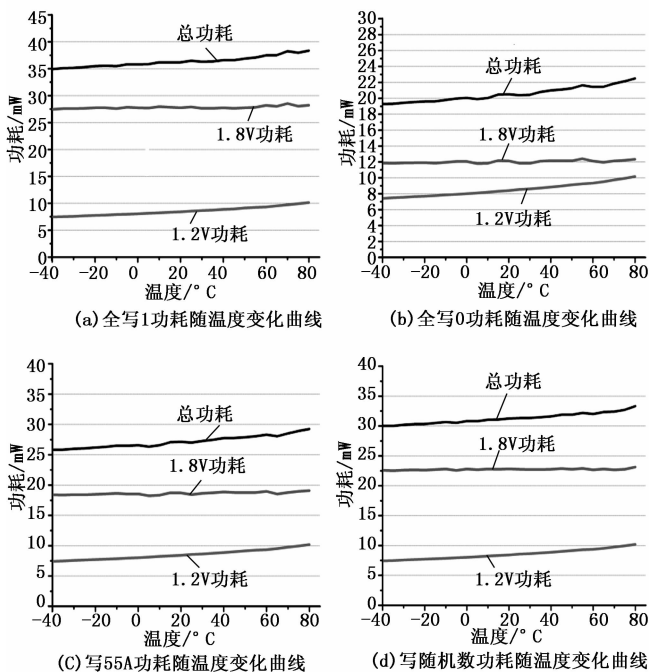 45
40
35
30
25
20
15
10
5
0
功耗/mW
总功耗
1.8V功耗
1.2V功耗
-40 -20 0 20 40 60 80
温度/°C
(a)全写1功耗随温度变化曲线
30
28
26
24
22
20
18
16
14
12
10
8
6
4
2
0
功耗/mW
总功耗
1.8V功耗
1.2V功耗
-40 -20 0 20 40 60 80
温度/°C
(b)全写0功耗随温度变化曲线
40
35
30
25
20
15
10
5
0
功耗/mW
总功耗
1.8V功耗
1.2V功耗
-40 -20 0 20 40 60 80
温度/°C
(C)写55A功耗随温度变化曲线
40
35
30
25
20
15
10
5
0
功耗/mW
总功耗
1.8V功耗
1.2V功耗
-40 -20 0 20 40 60 80
温度/°C
(d)写随机数功耗随温度变化曲线